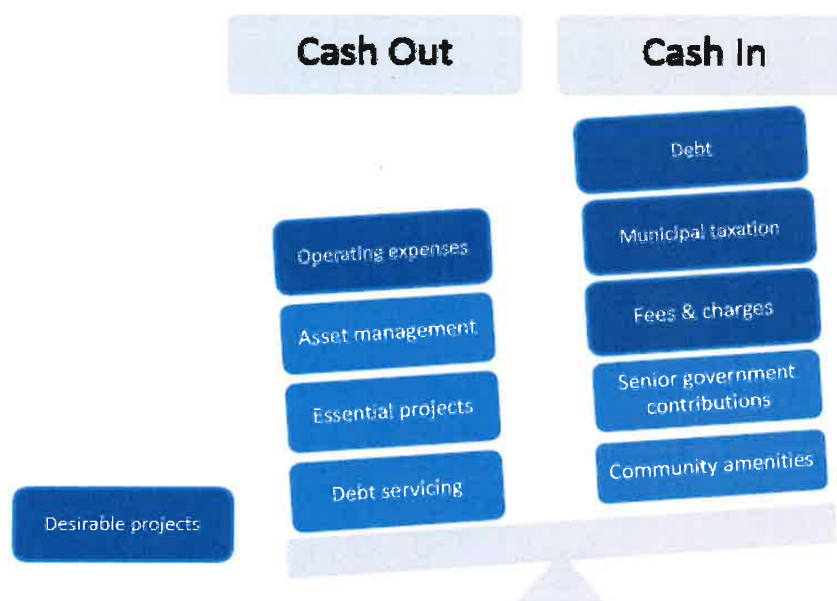 Cash Out
Cash In
Debt
Municipal taxation
Operating expenses
Fees & charges
Asset management
Senior government
contributions
Essential projects
Community amenities
Debt servicing
Desirable projects